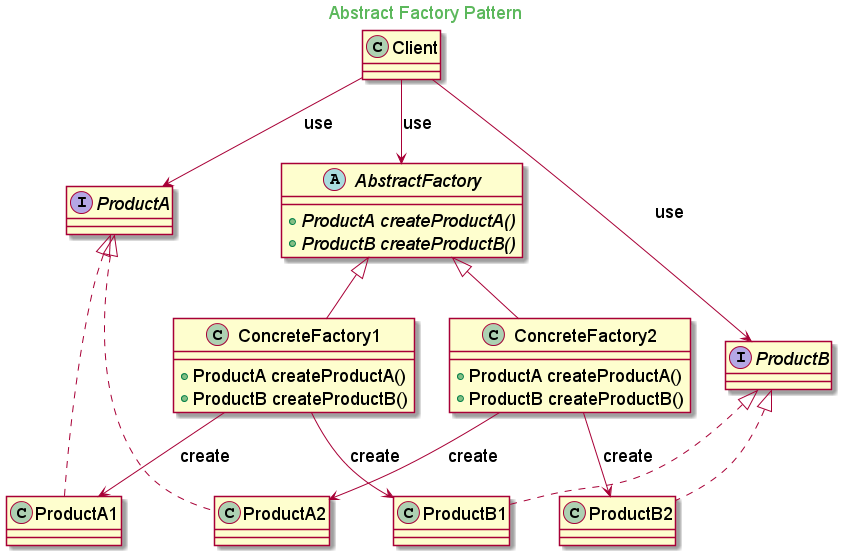 Abstract Factory Pattern
C Client
use
use
I ProductA
A AbstractFactory
ProductA createProductA()
ProductB createProductB()
use
C ConcreteFactory1
ProductA createProductA()
ProductB createProductB()
C ConcreteFactory2
ProductA createProductA()
ProductB createProductB()
I ProductB
create
create
create
create
C ProductA1
C ProductA2
C ProductB1
C ProductB2